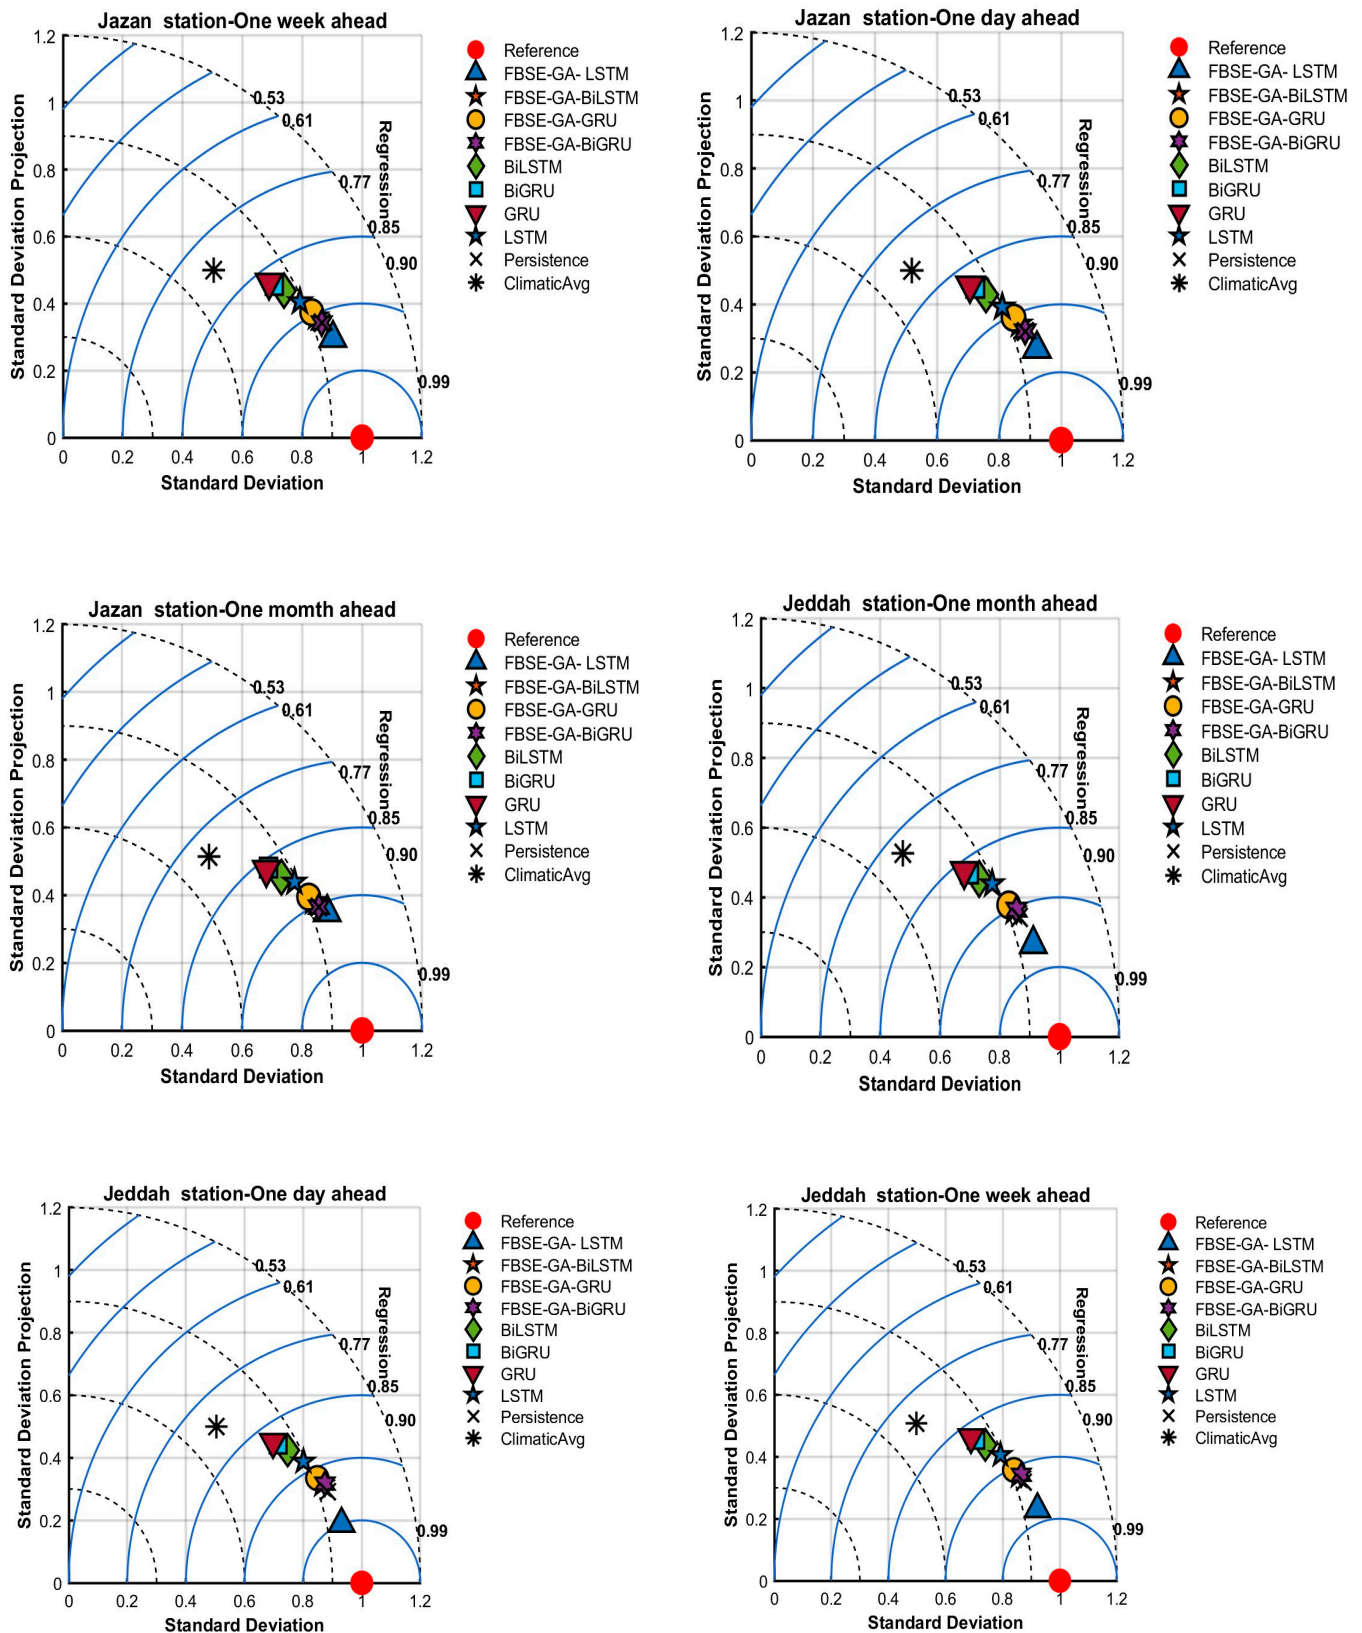 Jazan station-One week ahead
Standard Deviation Projection
1.2
1
0.8
0.6
0.4
0.2
0
0 0.2 0.4 0.6 0.8 1 1.2
Standard Deviation
0.53
0.61
0.77
0.85
0.90
0.99
Regression
Reference
FBSE-GA- LSTM
FBSE-GA-BiLSTM
FBSE-GA-GRU
FBSE-GA-BiGRU
BiLSTM
BiGRU
GRU
LSTM
Persistence
ClimaticAvg
Jazan station-One day ahead
Standard Deviation Projection
1.2
1
0.8
0.6
0.4
0.2
0
0 0.2 0.4 0.6 0.8 1 1.2
Standard Deviation
0.53
0.61
0.77
0.85
0.90
0.99
Regression
Reference
FBSE-GA- LSTM
FBSE-GA-BiLSTM
FBSE-GA-GRU
FBSE-GA-BiGRU
BiLSTM
BiGRU
GRU
LSTM
Persistence
ClimaticAvg
Jazan station-One momth ahead
Standard Deviation Projection
1.2
1
0.8
0.6
0.4
0.2
0
0 0.2 0.4 0.6 0.8 1 1.2
Standard Deviation
0.53
0.61
0.77
0.85
0.90
0.99
Regression
Reference
FBSE-GA- LSTM
FBSE-GA-BiLSTM
FBSE-GA-GRU
FBSE-GA-BiGRU
BiLSTM
BiGRU
GRU
LSTM
Persistence
ClimaticAvg
Jeddah station-One month ahead
Standard Deviation Projection
1.2
1
0.8
0.6
0.4
0.2
0
0 0.2 0.4 0.6 0.8 1 1.2
Standard Deviation
0.53
0.61
0.77
0.85
0.90
0.99
Regression
Reference
FBSE-GA- LSTM
FBSE-GA-BiLSTM
FBSE-GA-GRU
FBSE-GA-BiGRU
BiLSTM
BiGRU
GRU
LSTM
Persistence
ClimaticAvg
Jeddah station-One day ahead
Standard Deviation Projection
1.2
1
0.8
0.6
0.4
0.2
0
0 0.2 0.4 0.6 0.8 1 1.2
Standard Deviation
0.53
0.61
0.77
0.85
0.90
0.99
Regression
Reference
FBSE-GA- LSTM
FBSE-GA-BiLSTM
FBSE-GA-GRU
FBSE-GA-BiGRU
BiLSTM
BiGRU
GRU
LSTM
Persistence
ClimaticAvg
Jeddah station-One week ahead
Standard Deviation Projection
1.2
1
0.8
0.6
0.4
0.2
0
0 0.2 0.4 0.6 0.8 1 1.2
Standard Deviation
0.53
0.61
0.77
0.85
0.90
0.99
Regression
Reference
FBSE-GA- LSTM
FBSE-GA-BiLSTM
FBSE-GA-GRU
FBSE-GA-BiGRU
BiLSTM
BiGRU
GRU
LSTM
Persistence
ClimaticAvg